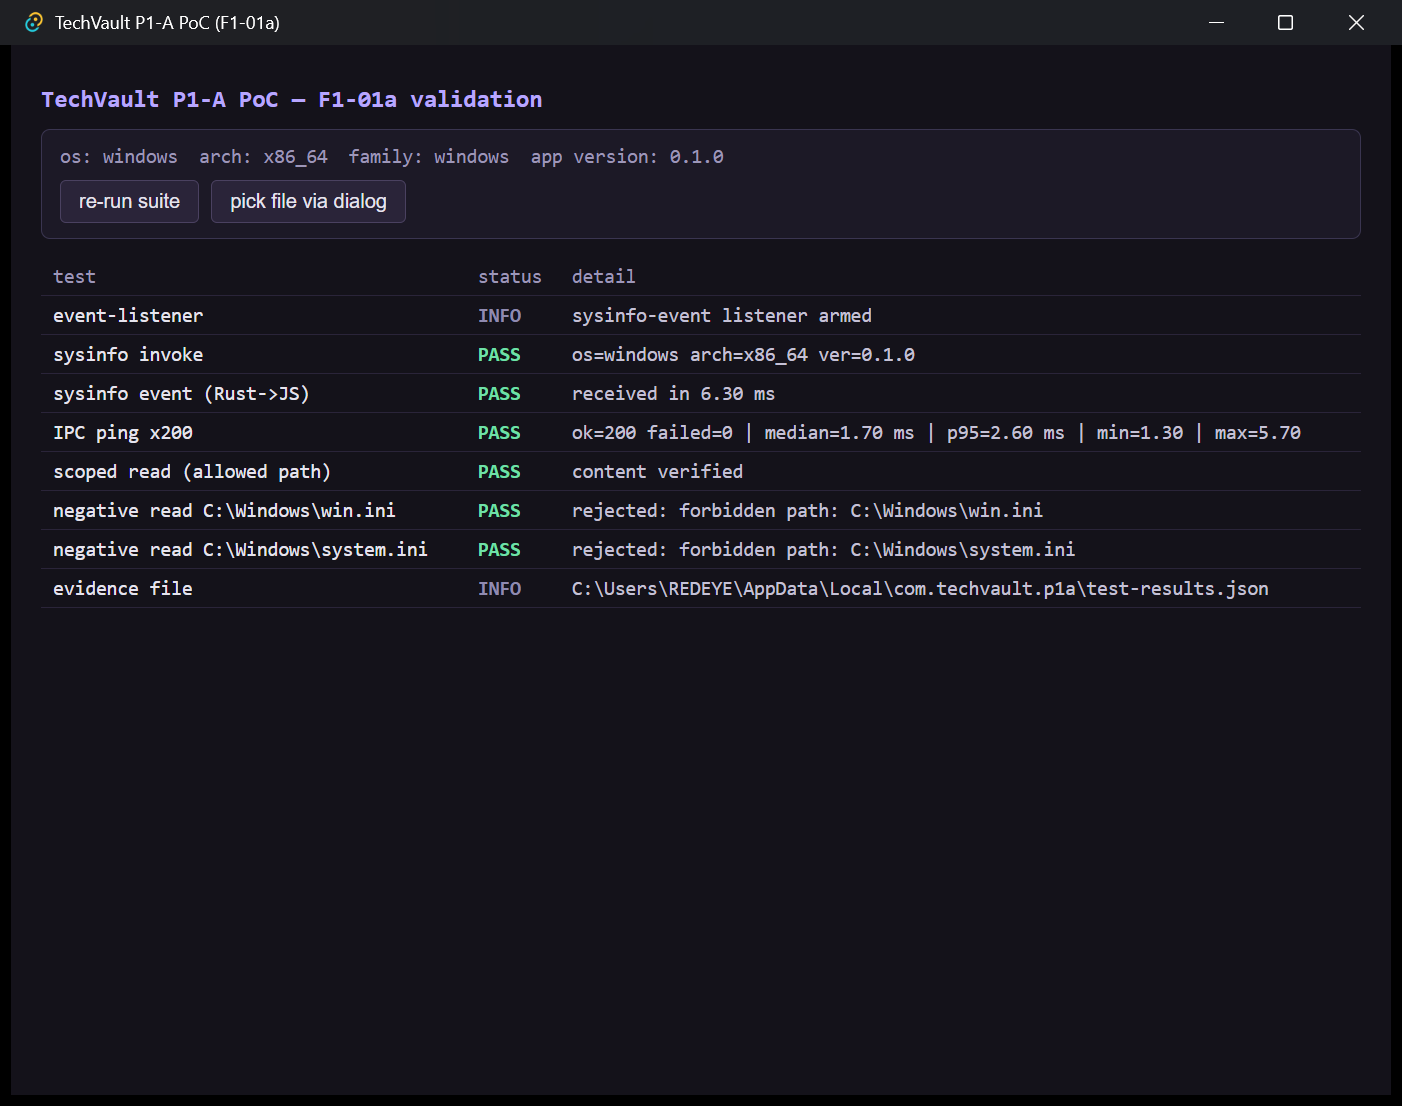 TechVault P1-A PoC (F1-01a)
TechVault P1-A PoC — F1-01a validation
os: windows arch: x86_64 family: windows app version: 0.1.0
re-run suite pick file via dialog
test status detail
event-listener INFO sysinfo-event listener armed
sysinfo invoke PASS os=windows arch=x86_64 ver=0.1.0
sysinfo event (Rust->JS) PASS received in 6.30 ms
IPC ping x200 PASS ok=200 failed=0 | median=1.70 ms | p95=2.60 ms | min=1.30 | max=5.70
scoped read (allowed path) PASS content verified
negative read C:\Windows\win.ini PASS rejected: forbidden path: C:\Windows\win.ini
negative read C:\Windows\system.ini PASS rejected: forbidden path: C:\Windows\system.ini
evidence file INFO C:\Users\REDEYE\AppData\Local\com.techvault.p1a\test-results.json